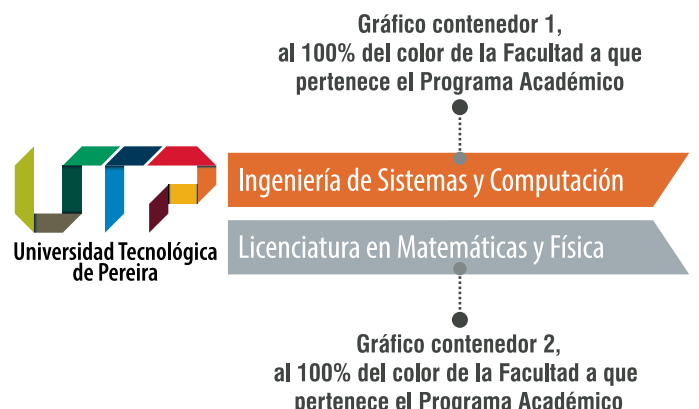 Gráfico contenedor 1,
al 100% del color de la Facultad a que
pertenece el Programa Académico
UTP
Universidad Tecnológica
de Pereira
Ingeniería de Sistemas y Computación
Licenciatura en Matemáticas y Física
Gráfico contenedor 2,
al 100% del color de la Facultad a que
pertenece el Programa Académico